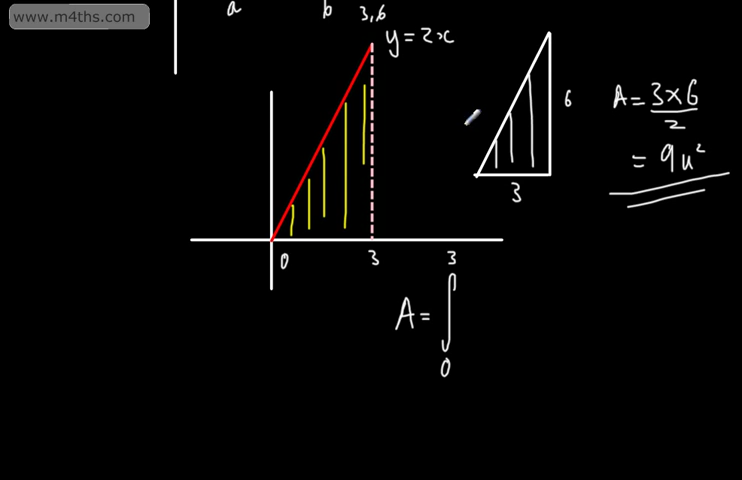 www.m4ths.com
a b 3,6
y = 2x
6
A = 3 × 6
2
= 9u²
3
0 3 3
A = ∫
0